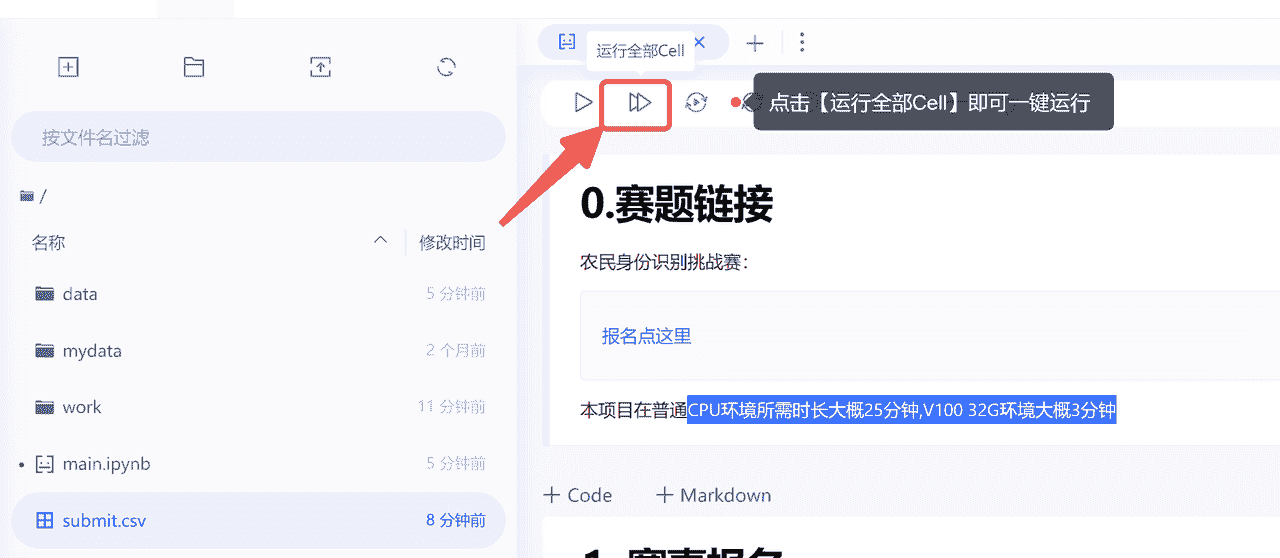 运行全部Cell
点击【运行全部Cell】即可一键运行
按文件名过滤
/
名称 修改时间
data 5 分钟前
mydata 2 个月前
work 11 分钟前
main.ipynb 5 分钟前
submit.csv 8 分钟前
0.赛题链接
农民身份识别挑战赛：
报名点这里
本项目在普通CPU环境所需时长大概25分钟,V100 32G环境大概3分钟
+ Code + Markdown
1. 赛事报名